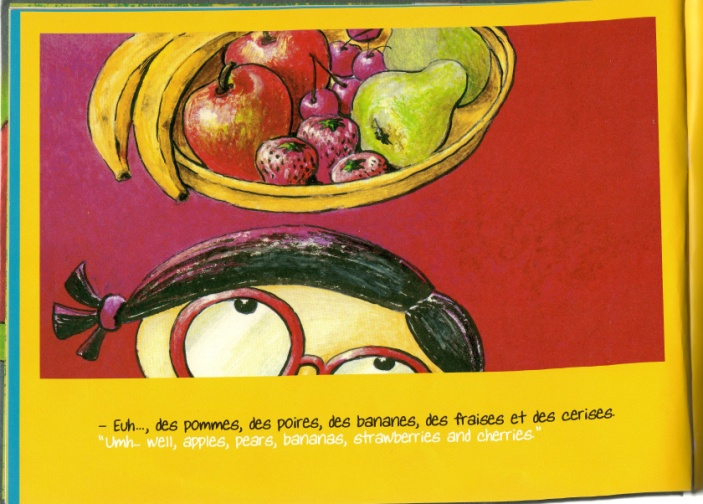 – Euh..., des pommes, des poires, des bananes, des fraises et des cerises.
"Umh... well, apples, pears, bananas, strawberries and cherries."